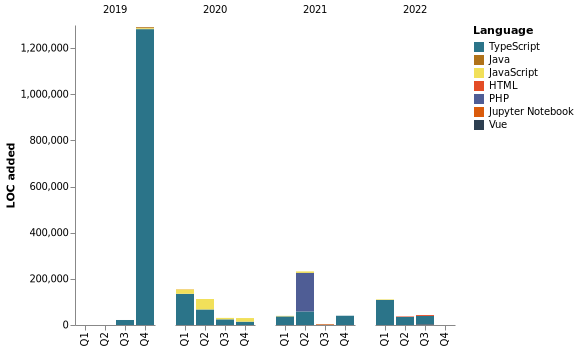 2019 2020 2021 2022
Language
TypeScript
Java
JavaScript
HTML
PHP
Jupyter Notebook
Vue
LOC added
1,200,000
1,000,000
800,000
600,000
400,000
200,000
0
Q1 Q2 Q3 Q4 Q1 Q2 Q3 Q4 Q1 Q2 Q3 Q4 Q1 Q2 Q3 Q4